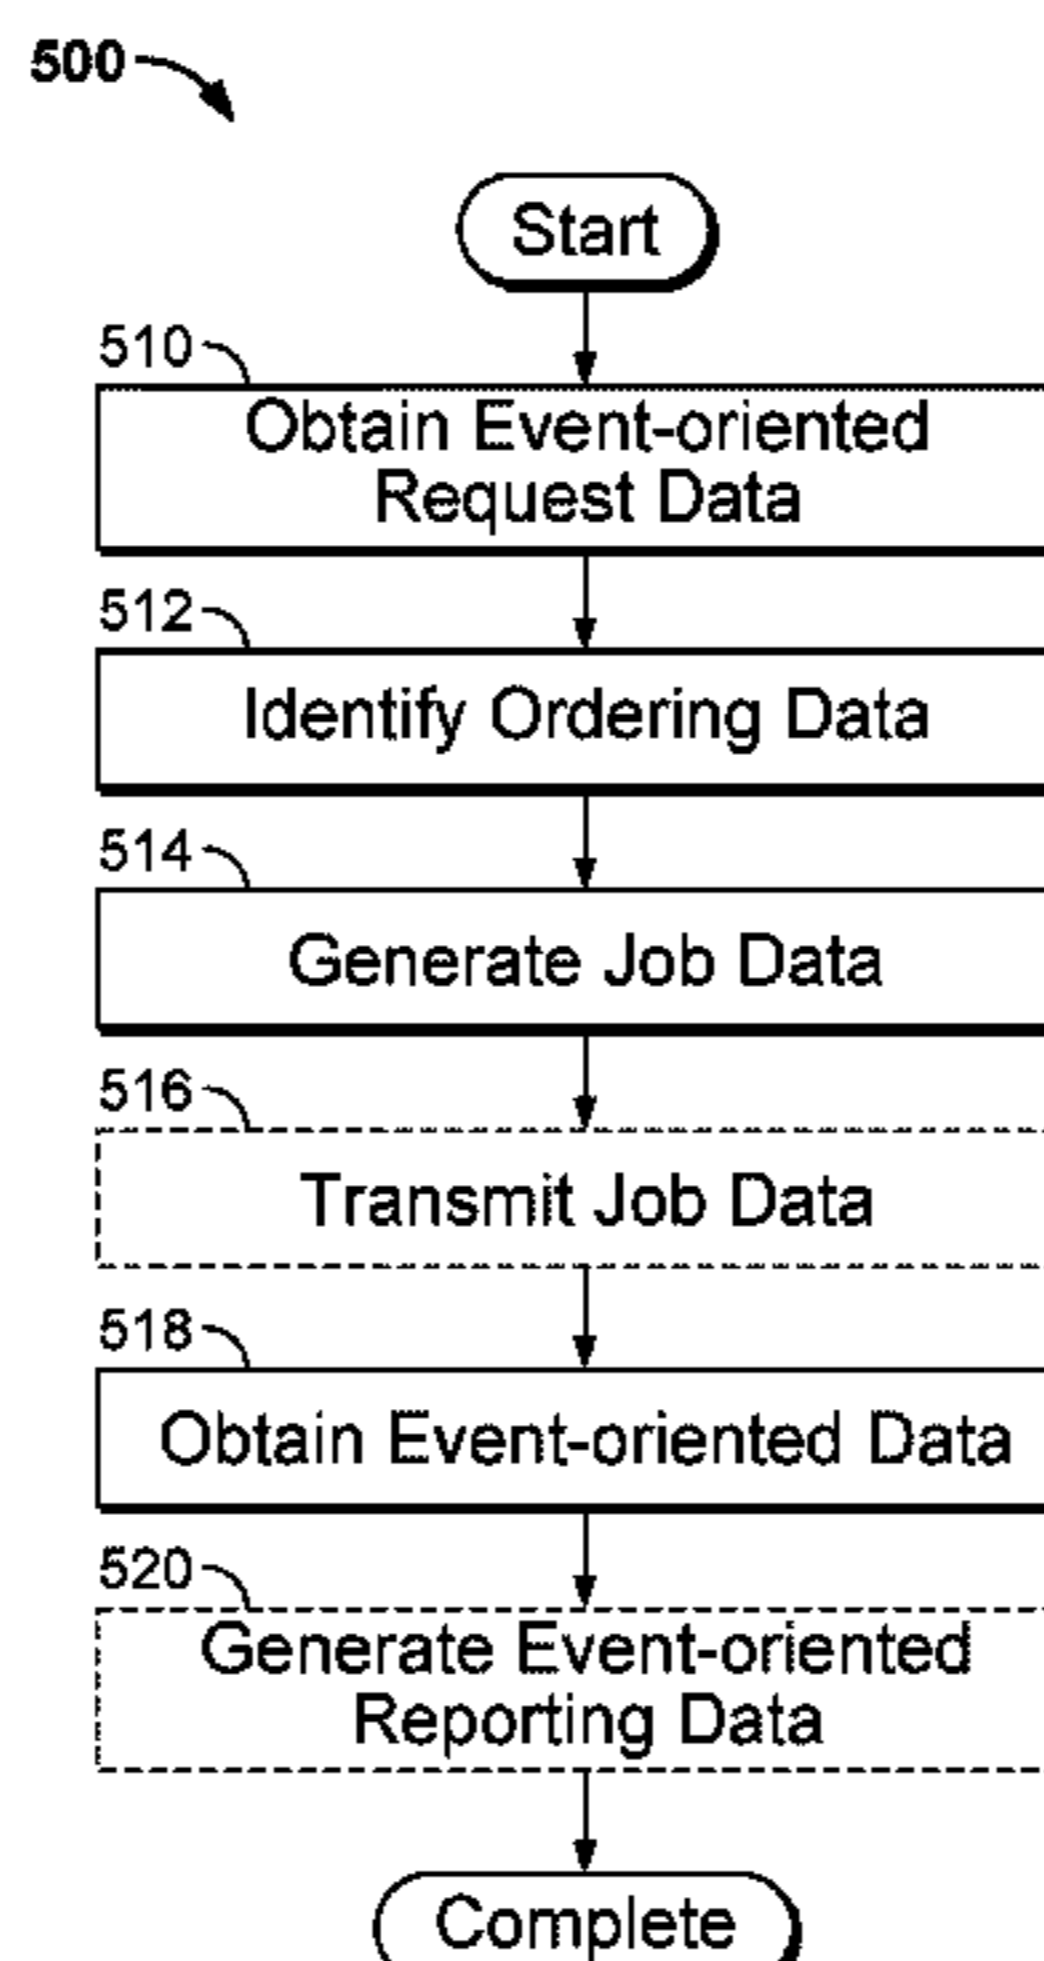 500
Start
510
Obtain Event-oriented
Request Data
512
Identify Ordering Data
514
Generate Job Data
516
Transmit Job Data
518
Obtain Event-oriented Data
520
Generate Event-oriented
Reporting Data
Complete